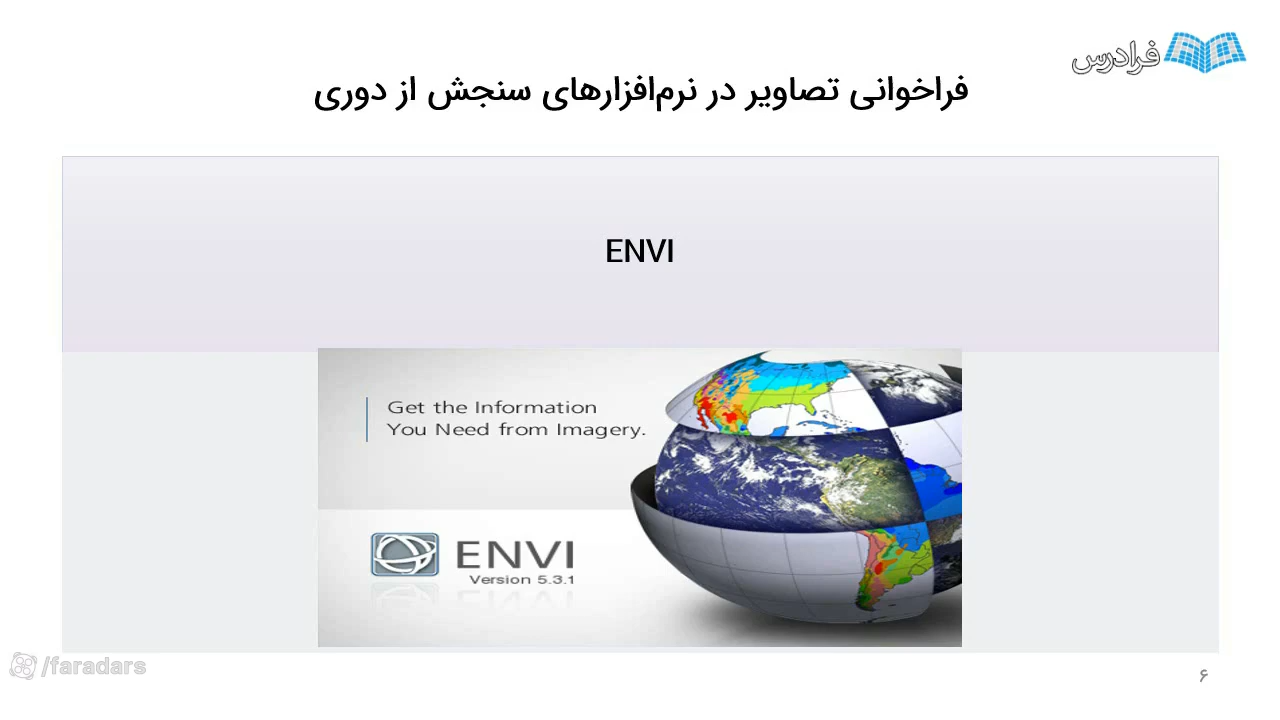 فرادرس
فراخوانی تصاویر در نرم‌افزارهای سنجش از دوری
ENVI
Get the Information
You Need from Imagery.
ENVI
Version 5.3.1
/faradars
۶